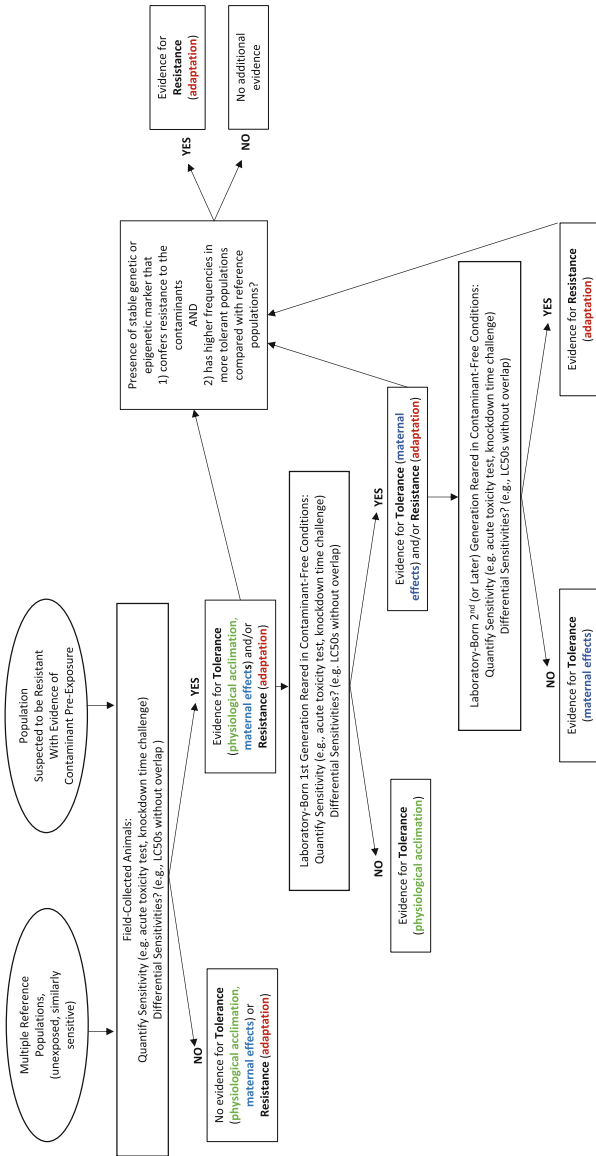 Multiple Reference
Populations,
(unexposed, similarly
sensitive)
Population
Suspected to be Resistant
With Evidence of
Contaminant Pre-Exposure
Field-Collected Animals:
Quantify Sensitivity (e.g. acute toxicity test, knockdown time challenge)
Differential Sensitivities? (e.g., LC50s without overlap )
NO
YES
No evidence for Tolerance
(physiological acclimation,
maternal effects) or
Resistance (adaptation)
Evidence for Tolerance
(physiological acclimation,
maternal effects) and/or
Resistance (adaptation)
Presence of stable genetic or
epigenetic marker that
1) confers resistance to the
contaminants
AND
2) has higher frequencies in
more tolerant populations
compared with reference
populations?
YES
NO
Evidence for
Resistance
(adaptation)
No additional
evidence
Laboratory-Born 1st Generation Reared in Contaminant-Free Conditions:
Quantify Sensitivity (e.g., acute toxicity test, knockdown time challenge)
Differential Sensitivities? (e.g. LC50s without overlap)
NO
YES
Evidence for Tolerance
(physiological acclimation)
Evidence for Tolerance (maternal
effects) and/or Resistance (adaptation)
Laboratory-Born 2nd (or Later) Generation Reared in Contaminant-Free Conditions:
Quantify Sensitivity (e.g. acute toxicity test, knockdown time challenge)
Differential Sensitivities? (e.g., LC50s without overlap)
NO
YES
Evidence for Tolerance
(maternal effects)
Evidence for Resistance
(adaptation)